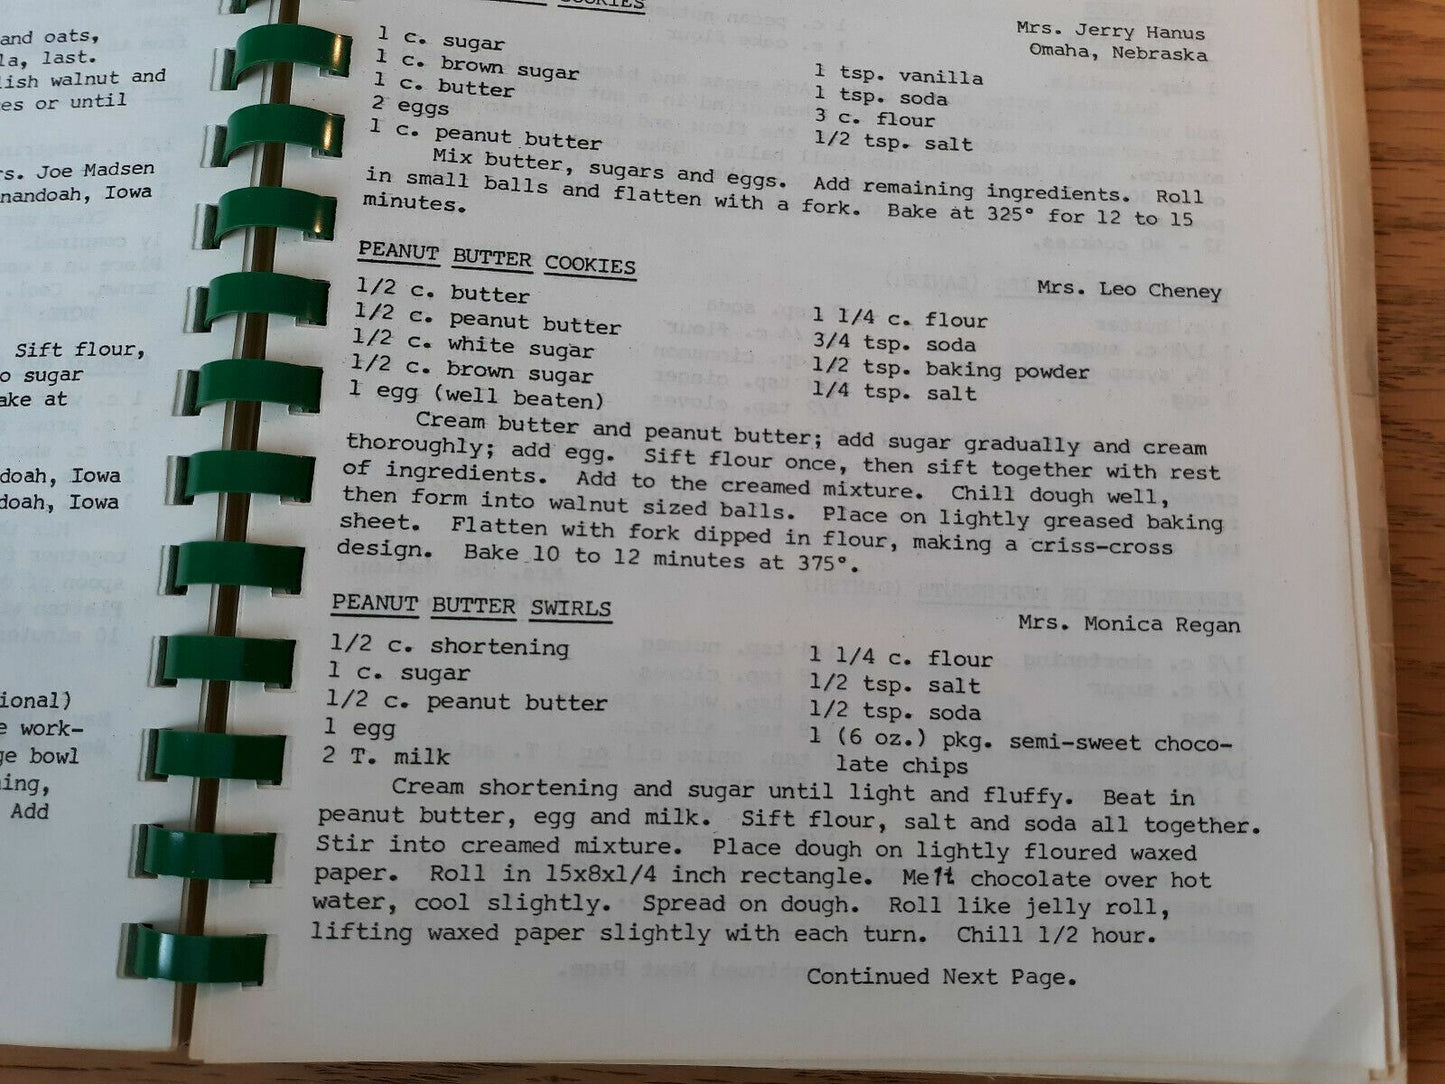 and oats,
la, last.
lish walnut and
es or until
rs. Joe Madsen
nandoah, Iowa
Sift flour,
o sugar
ake at
doah, Iowa
doah, Iowa
ional)
e work-
ge bowl
ing,
Add
COOKIES
Mrs. Jerry Hanus
Omaha, Nebraska
1 c. sugar
1 c. brown sugar
1 c. butter
2 eggs
1 c. peanut butter
1 tsp. vanilla
1 tsp. soda
3 c. flour
1/2 tsp. salt
Mix butter, sugars and eggs. Add remaining ingredients. Roll
in small balls and flatten with a fork. Bake at 325° for 12 to 15
minutes.
PEANUT BUTTER COOKIES
Mrs. Leo Cheney
1/2 c. butter
1/2 c. peanut butter
1/2 c. white sugar
1/2 c. brown sugar
1 egg (well beaten)
1 1/4 c. flour
3/4 tsp. soda
1/2 tsp. baking powder
1/4 tsp. salt
Cream butter and peanut butter; add sugar gradually and cream
thoroughly; add egg. Sift flour once, then sift together with rest
of ingredients. Add to the creamed mixture. Chill dough well,
then form into walnut sized balls. Place on lightly greased baking
sheet. Flatten with fork dipped in flour, making a criss-cross
design. Bake 10 to 12 minutes at 375°.
PEANUT BUTTER SWIRLS
Mrs. Monica Regan
1/2 c. shortening
1 c. sugar
1/2 c. peanut butter
1 egg
2 T. milk
1 1/4 c. flour
1/2 tsp. salt
1/2 tsp. soda
1 (6 oz.) pkg. semi-sweet choco-
late chips
Cream shortening and sugar until light and fluffy. Beat in
peanut butter, egg and milk. Sift flour, salt and soda all together.
Stir into creamed mixture. Place dough on lightly floured waxed
paper. Roll in 15x8x1/4 inch rectangle. Melt chocolate over hot
water, cool slightly. Spread on dough. Roll like jelly roll,
lifting waxed paper slightly with each turn. Chill 1/2 hour.
Continued Next Page.